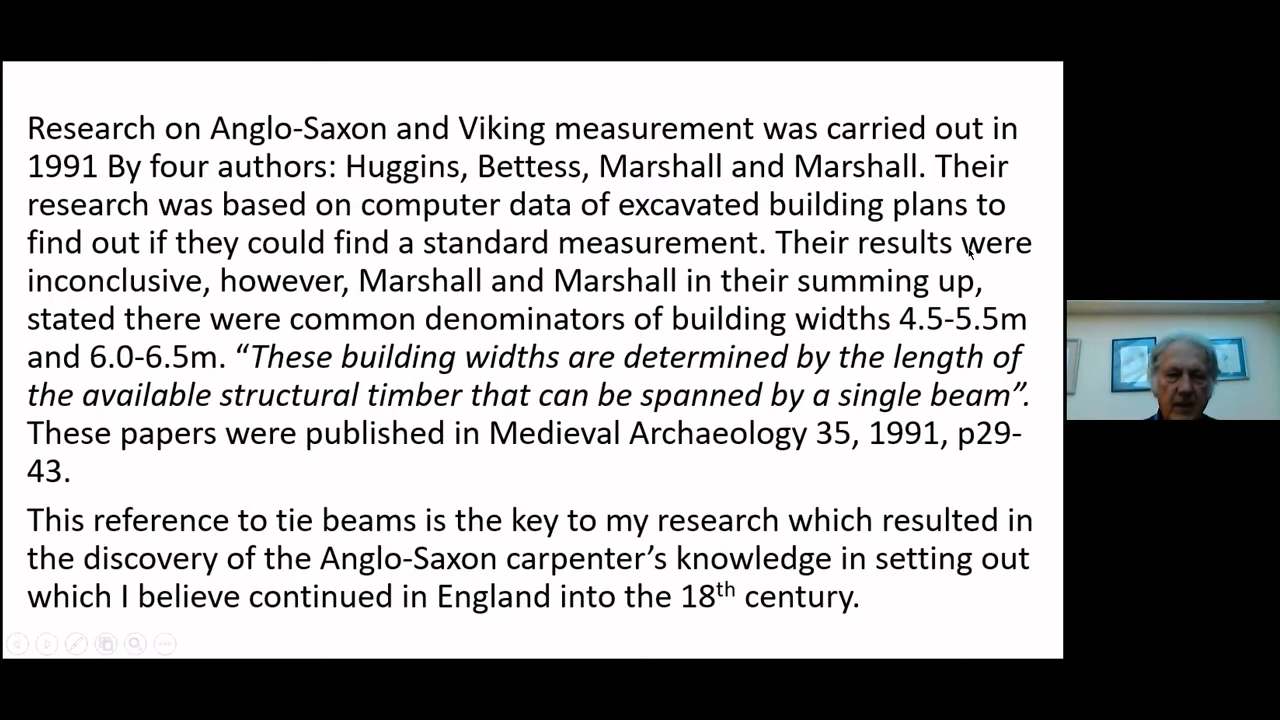 Research on Anglo-Saxon and Viking measurement was carried out in
1991 By four authors: Huggins, Bettess, Marshall and Marshall. Their
research was based on computer data of excavated building plans to
find out if they could find a standard measurement. Their results were
inconclusive, however, Marshall and Marshall in their summing up,
stated there were common denominators of building widths 4.5-5.5m
and 6.0-6.5m. “These building widths are determined by the length of
the available structural timber that can be spanned by a single beam”.
These papers were published in Medieval Archaeology 35, 1991, p29-
43.
This reference to tie beams is the key to my research which resulted in
the discovery of the Anglo-Saxon carpenter’s knowledge in setting out
which I believe continued in England into the 18th century.